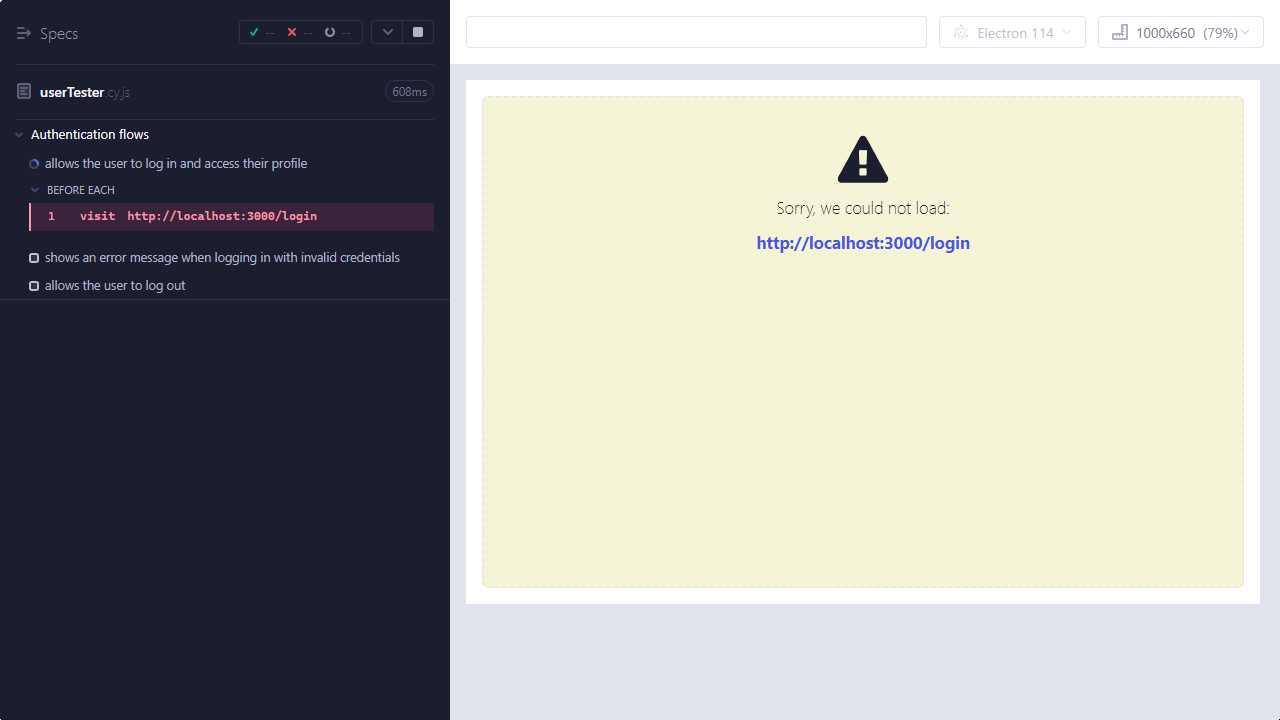 Specs
--
--
--
userTester.cy.js
608ms
Authentication flows
allows the user to log in and access their profile
BEFORE EACH
1 visit http://localhost:3000/login
shows an error message when logging in with invalid credentials
allows the user to log out
Electron 114
1000x660 (79%)
Sorry, we could not load:
http://localhost:3000/login